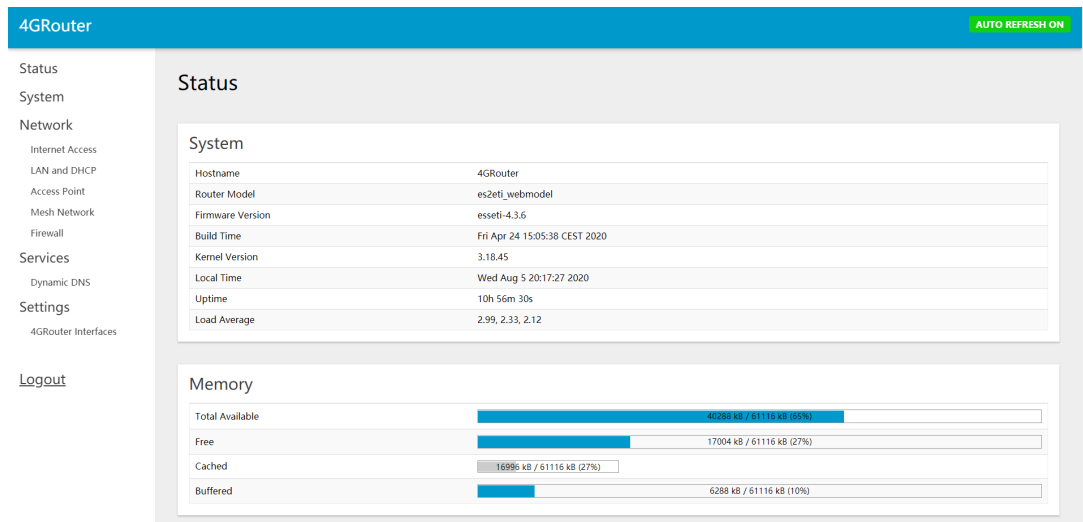 4GRouter
AUTO REFRESH ON
Status
System
Network
Internet Access
LAN and DHCP
Access Point
Mesh Network
Firewall
Services
Dynamic DNS
Settings
4GRouter Interfaces
Logout
Status
System
Hostname 4GRouter
Router Model es2eti_webmodel
Firmware Version esseti-4.3.6
Build Time Fri Apr 24 15:05:38 CEST 2020
Kernel Version 3.18.45
Local Time Wed Aug 5 20:17:27 2020
Uptime 10h 56m 30s
Load Average 2.99, 2.33, 2.12
Memory
Total Available 40288 kB / 61116 kB (65%)
Free 17004 kB / 61116 kB (27%)
Cached 16996 kB / 61116 kB (27%)
Buffered 6288 kB / 61116 kB (10%)